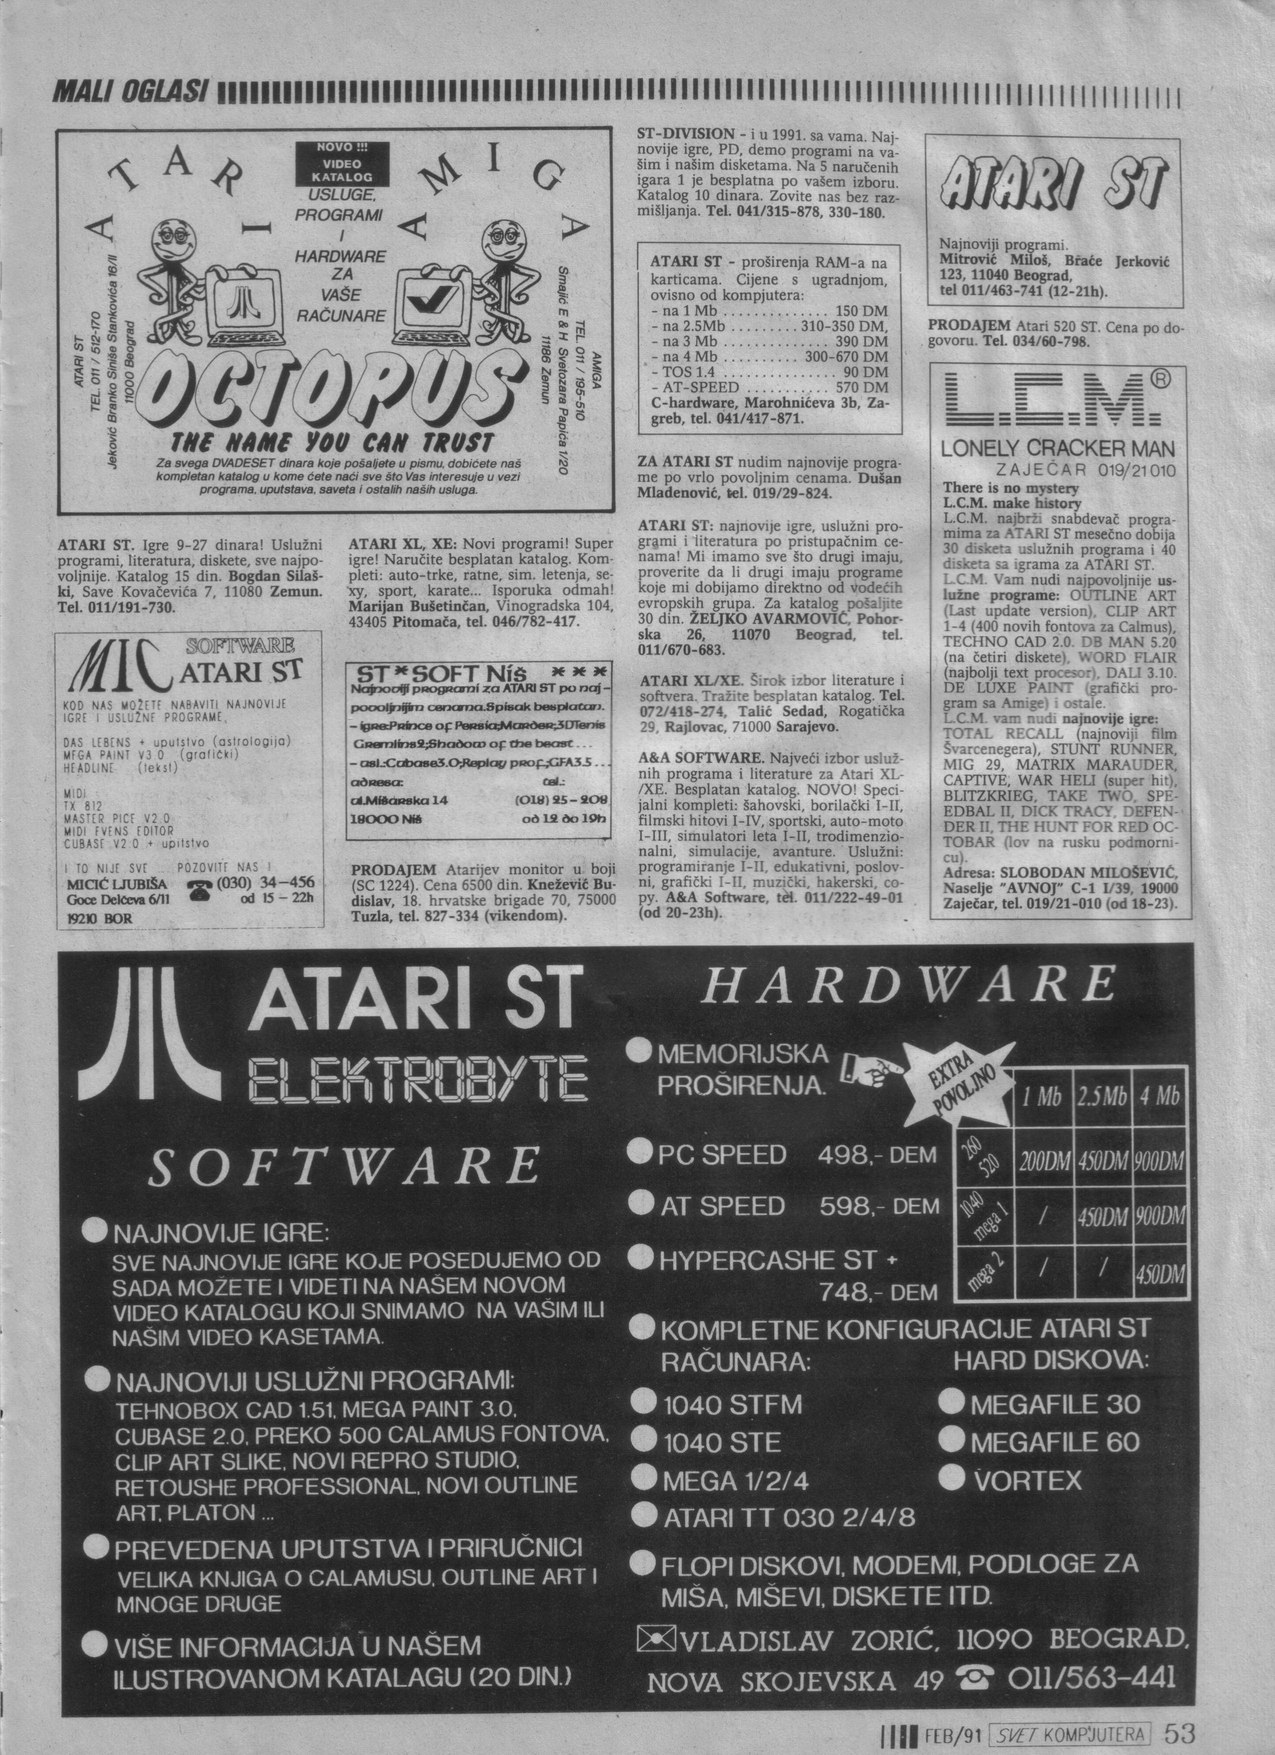 MALI OGLASI
ATARI
AMIGA
NOVO !!!
VIDEO
KATALOG
USLUGE,
PROGRAMI
I
HARDWARE
ZA
VAŠE
RAČUNARE
ATARI ST
TEL. 011 / 512-170
Jeković Branko Siniše Stankovića 16/II
11000 Beograd
AMIGA
TEL. 011 / 195-510
Smajić E & H Svetozara Papića 1/20
11186 Zemun
OCTOPUS
THE NAME YOU CAN TRUST
Za svega DVADESET dinara koje pošaljete u pismu, dobićete naš
kompletan katalog u kome ćete naći sve što Vas interesuje u vezi
programa, uputstava, saveta i ostalih naših usluga.
ATARI ST. Igre 9-27 dinara! Uslužni
programi, literatura, diskete, sve najpo-
voljnije. Katalog 15 din. Bogdan Silaš-
ki, Save Kovačevića 7, 11080 Zemun.
Tel. 011/191-730.
MIC SOFTWARE
ATARI ST
KOD NAS MOŽETE NABAVITI NAJNOVIJE
IGRE I USLUŽNE PROGRAME,
DAS LEBENS + uputstvo (astrologija)
MEGA PAINT V3.0 (grafički)
HEADLINE (tekst)
MIDI
TX 812
MASTER PICE V2.0
MIDI EVENS EDITOR
CUBASE V2.0 + upitstvo
I TO NIJE SVE ... POZOVITE NAS !
MICIĆ LJUBIŠA (030) 34-456
Goce Delčeva 6/11 od 15 - 22h
19210 BOR
ATARI XL, XE: Novi programi! Super
igre! Naručite besplatan katalog. Kom-
pleti: auto-trke, ratne, sim. letenja, se-
xy, sport, karate... Isporuka odmah!
Marijan Bušetinčan, Vinogradska 104,
43405 Pitomača, tel. 046/782-417.
ST*SOFT Niš ***
Najnoviji programi za ATARI ST po naj-
povoljnijim cenama.Spisak besplatan.
- igre:Prince of Persia;Marder;3DTenis
Gremlins2;Shadow of the beast...
- usl.:Cubase3.0;Replay prof.;GFA3.5...
adresa: tel.:
ul.Mišarska 14 (018) 25-208
18000 Niš od 12 do 19h
PRODAJEM Atarijev monitor u boji
(SC 1224). Cena 6500 din. Knežević Bu-
dislav, 18. hrvatske brigade 70, 75000
Tuzla, tel. 827-334 (vikendom).
ST-DIVISION - i u 1991. sa vama. Naj-
novije igre, PD, demo programi na va-
šim i našim disketama. Na 5 naručenih
igara 1 je besplatna po vašem izboru.
Katalog 10 dinara. Zovite nas bez raz-
mišljanja. Tel. 041/315-878, 330-180.
ATARI ST - proširenja RAM-a na
karticama. Cijene s ugradnjom,
ovisno od kompjutera:
- na 1 Mb .............. 150 DM
- na 2.5Mb ......... 310-350 DM,
- na 3 Mb .............. 390 DM
- na 4 Mb .......... 300-670 DM
- TOS 1.4 ............... 90 DM
- AT-SPEED ........... 570 DM
C-hardware, Marohnićeva 3b, Za-
greb, tel. 041/417-871.
ZA ATARI ST nudim najnovije progra-
me po vrlo povoljnim cenama. Dušan
Mladenović, tel. 019/29-824.
ATARI ST: najnovije igre, uslužni pro-
grami i literatura po pristupačnim ce-
nama! Mi imamo sve što drugi imaju,
proverite da li drugi imaju programe
koje mi dobijamo direktno od vodećih
evropskih grupa. Za katalog pošaljite
30 din. ŽELJKO AVARMOVIĆ, Pohor-
ska 26, 11070 Beograd, tel.
011/670-683.
ATARI XL/XE. Širok izbor literature i
softvera. Tražite besplatan katalog. Tel.
072/418-274, Talić Sedad, Rogatička
29, Rajlovac, 71000 Sarajevo.
A&A SOFTWARE. Najveći izbor usluž-
nih programa i literature za Atari XL-
/XE. Besplatan katalog. NOVO! Speci-
jalni kompleti: šahovski, borilački I-II,
filmski hitovi I-IV, sportski, auto-moto
I-III, simulatori leta I-II, trodimenzio-
nalni, simulacije, avanture. Uslužni:
programiranje I-II, edukativni, poslov-
ni, grafički I-II, muzički, hakerski, co-
py. A&A Software, tel. 011/222-49-01
(od 20-23h).
ATARI ST
Najnoviji programi.
Mitrović Miloš, Braće Jerković
123, 11040 Beograd,
tel 011/463-741 (12-21h).
PRODAJEM Atari 520 ST. Cena po do-
govoru. Tel. 034/60-798.
L.C.M.®
LONELY CRACKER MAN
ZAJEČAR 019/21010
There is no mystery
L.C.M. make history
L.C.M. najbrži snabdevač progra-
mima za ATARI ST mesečno dobija
30 disketa uslužnih programa i 40
disketa sa igrama za ATARI ST.
L.C.M. Vam nudi najpovoljnije us-
lužne programe: OUTLINE ART
(Last update version), CLIP ART
1-4 (400 novih fontova za Calmus),
TECHNO CAD 2.0. DB MAN 5.20
(na četiri diskete), WORD FLAIR
(najbolji text procesor), DALI 3.10.
DE LUXE PAINT (grafički pro-
gram sa Amige) i ostale.
L.C.M. vam nudi najnovije igre:
TOTAL RECALL (najnoviji film
Švarcenegera), STUNT RUNNER,
MIG 29, MATRIX MARAUDER,
CAPTIVE, WAR HELI (super hit),
BLITZKRIEG, TAKE TWO, SPE-
EDBAL II, DICK TRACY, DEFEN-
DER II, THE HUNT FOR RED OC-
TOBAR (lov na rusku podmorni-
cu).
Adresa: SLOBODAN MILOŠEVIĆ,
Naselje "AVNOJ" C-1 1/39, 19000
Zaječar, tel. 019/21-010 (od 18-23).
ATARI ST
ELEKTROBYTE
SOFTWARE
NAJNOVIJE IGRE:
SVE NAJNOVIJE IGRE KOJE POSEDUJEMO OD
SADA MOŽETE I VIDETI NA NAŠEM NOVOM
VIDEO KATALOGU KOJI SNIMAMO NA VAŠIM ILI
NAŠIM VIDEO KASETAMA.
NAJNOVIJI USLUŽNI PROGRAMI:
TEHNOBOX CAD 1.51, MEGA PAINT 3.0,
CUBASE 2.0, PREKO 500 CALAMUS FONTOVA,
CLIP ART SLIKE, NOVI REPRO STUDIO,
RETOUSHE PROFESSIONAL, NOVI OUTLINE
ART, PLATON ...
PREVEDENA UPUTSTVA I PRIRUČNICI
VELIKA KNJIGA O CALAMUSU, OUTLINE ART I
MNOGE DRUGE
VIŠE INFORMACIJA U NAŠEM
ILUSTROVANOM KATALAGU (20 DIN.)
HARDWARE
MEMORIJSKA
PROŠIRENJA.
EXTRA
POVOLJNO
1 Mb 2.5Mb 4 Mb
260 520 200DM 450DM 900DM
1040 mega 1 / 450DM 900DM
mega 2 / / 450DM
PC SPEED 498,- DEM
AT SPEED 598,- DEM
HYPERCASHE ST +
748,- DEM
KOMPLETNE KONFIGURACIJE ATARI ST
RAČUNARA: HARD DISKOVA:
1040 STFM MEGAFILE 30
1040 STE MEGAFILE 60
MEGA 1/2/4 VORTEX
ATARI TT 030 2/4/8
FLOPI DISKOVI, MODEMI, PODLOGE ZA
MIŠA, MIŠEVI, DISKETE ITD.
VLADISLAV ZORIĆ, 11090 BEOGRAD,
NOVA SKOJEVSKA 49 011/563-441
FEB/91 SVET KOMPJUTERA 53